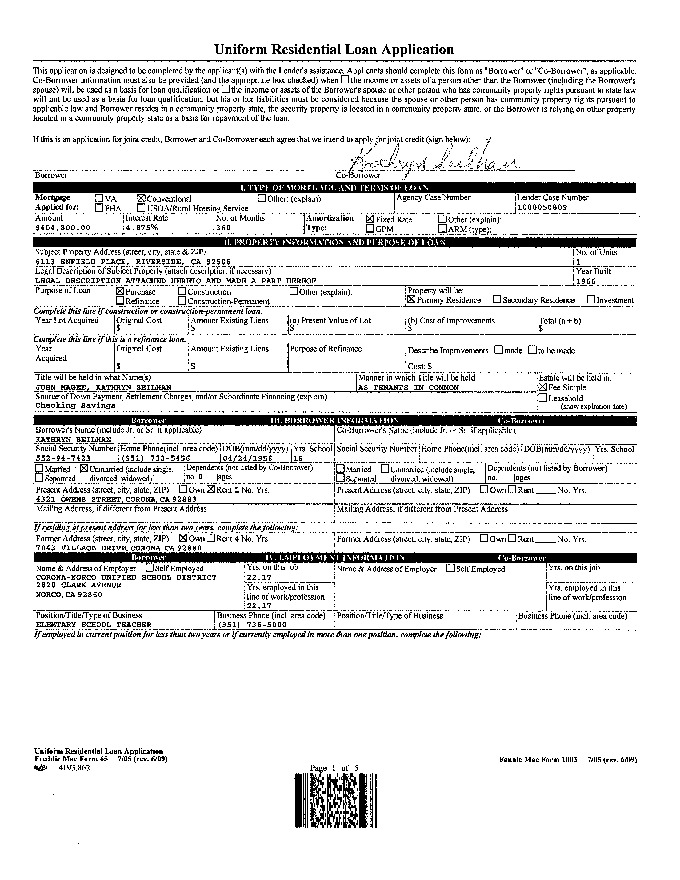 Uniform Residential Loan Application
This application is designed to be completed by the applicant(s) with the Lender's assistance. Applicants should complete this form as "Borrower" or "Co-Borrower", as applicable.
Co-Borrower information must also be provided (and the appropriate box checked) when ☐ the income or assets of a person other than the Borrower (including the Borrower's
spouse) will be used as a basis for loan qualification or ☐ the income or assets of the Borrower's spouse or other person who has community property rights pursuant to state law
will not be used as a basis for loan qualification, but his or her liabilities must be considered because the spouse or other person has community property rights pursuant to
applicable law and Borrower resides in a community property state, the security property is located in a community property state, or the Borrower is relying on other property
located in a community property state as a basis for repayment of the loan.
If this is an application for joint credit, Borrower and Co-Borrower each agree that we intend to apply for joint credit (sign below):
Borrower Co-Borrower
I. TYPE OF MORTGAGE AND TERMS OF LOAN
Mortgage ☐ VA ☒ Conventional ☐ Other (explain) Agency Case Number Lender Case Number
Applied for: ☐ FHA ☐ USDA/Rural Housing Service
Amount Interest Rate No. of Months Amortization ☒ Fixed Rate ☐ Other (explain)
4.875% 360 Type: ☐ GPM ☐ ARM (type):
II. PROPERTY INFORMATION AND PURPOSE OF LOAN
Subject Property Address (street, city, state & ZIP) No. of Units
6113 ENFIELD PLACE, RIVERSIDE, CA 92506 1
Legal Description of Subject Property (attach description if necessary) Year Built
LEGAL DESCRIPTION ATTACHED HERETO AND MADE A PART HEREOF 1966
Purpose of Loan ☒ Purchase ☐ Construction ☐ Other (explain): Property will be:
☐ Refinance ☐ Construction-Permanent ☒ Primary Residence ☐ Secondary Residence ☐ Investment
Complete this line if construction or construction-permanent loan.
Year Lot Acquired Original Cost Amount Existing Liens (a) Present Value of Lot (b) Cost of Improvements Total (a + b)
$ $ $ $ $
Complete this line if this is a refinance loan.
Year Original Cost Amount Existing Liens Purpose of Refinance Describe Improvements ☐ made ☐ to be made
Acquired
$ $ Cost: $
Title will be held in what Name(s) Manner in which Title will be held Estate will be held in:
JOHN MAGEE, KATHRYN AS TENANTS IN COMMON ☒ Fee Simple
Source of Down Payment, Settlement Charges, and/or Subordinate Financing (explain) ☐ Leasehold
Checking Savings (show expiration date)
Borrower III. BORROWER INFORMATION Co-Borrower
Borrower's Name (include Jr. or Sr. if applicable) Co-Borrower's Name (include Jr. or Sr. if applicable)
KATHRYN
Social Security Number Home Phone (incl. area code) DOB (mm/dd/yyyy) Yrs. School Social Security Number Home Phone (incl. area code) DOB (mm/dd/yyyy) Yrs. School
04/24/1958 16
☐ Married ☒ Unmarried (include single, Dependents (not listed by Co-Borrower) ☐ Married ☐ Unmarried (include single, Dependents (not listed by Borrower)
☐ Separated divorced, widowed) no. 0 ages ☐ Separated divorced, widowed) no. ages
Present Address (street, city, state, ZIP) ☐ Own ☒ Rent No. Yrs. Present Address (street, city, state, ZIP) ☐ Own ☐ Rent No. Yrs.
4321 OWENS STREET, CORONA, CA
Mailing Address, if different from Present Address Mailing Address, if different from Present Address
If residing at present address for less than two years, complete the following:
Former Address (street, city, state, ZIP) ☒ Own ☐ Rent 4 No. Yrs. Former Address (street, city, state, ZIP) ☐ Own ☐ Rent No. Yrs.
VILLAGE DRIVE, CORONA, CA 92880
Borrower IV. EMPLOYMENT INFORMATION Co-Borrower
Name & Address of Employer ☐ Self Employed Yrs. on this job Name & Address of Employer ☐ Self Employed Yrs. on this job
CORONA-NORCO UNIFIED SCHOOL DISTRICT 22.17
2820 CLARK AVENUE Yrs. employed in this line of work/profession Yrs. employed in this line of work/profession
NORCO, CA 92860 22.17
Position/Title/Type of Business Business Phone (incl. area code) Position/Title/Type of Business Business Phone (incl. area code)
ELEMTARY SCHOOL TEACHER (951) 736-5000
If employed in current position for less than two years or if currently employed in more than one position, complete the following:
Uniform Residential Loan Application
Freddie Mac Form 65 7/05 (rev. 6/09) Fannie Mae Form 1003 7/05 (rev. 6/09)
Page 1 of 5